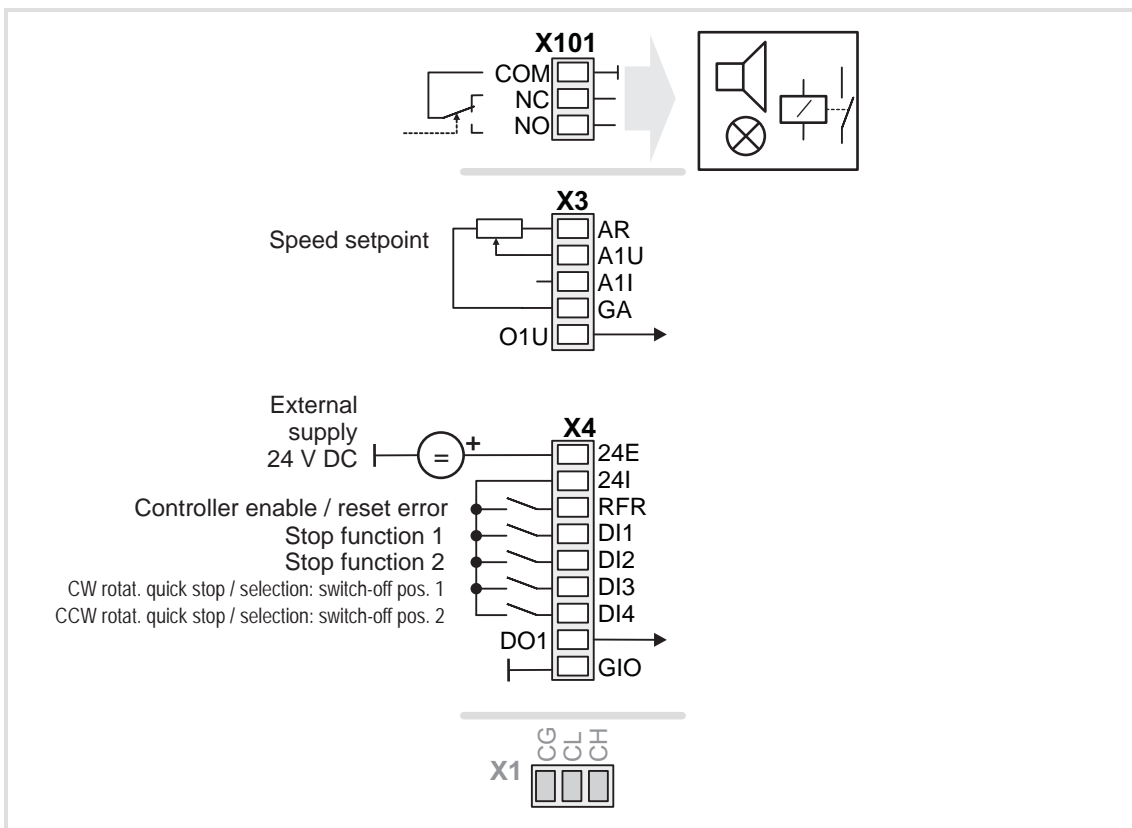 X101
COM
NC
NO
X3
Speed setpoint
AR
A1U
A1I
GA
O1U
External
supply
24 V DC
=
+
X4
24E
24I
Controller enable / reset error
RFR
Stop function 1
DI1
Stop function 2
DI2
CW rotat. quick stop / selection: switch-off pos. 1
DI3
CCW rotat. quick stop / selection: switch-off pos. 2
DI4
DO1
GIO
X1
CG
CL
CH